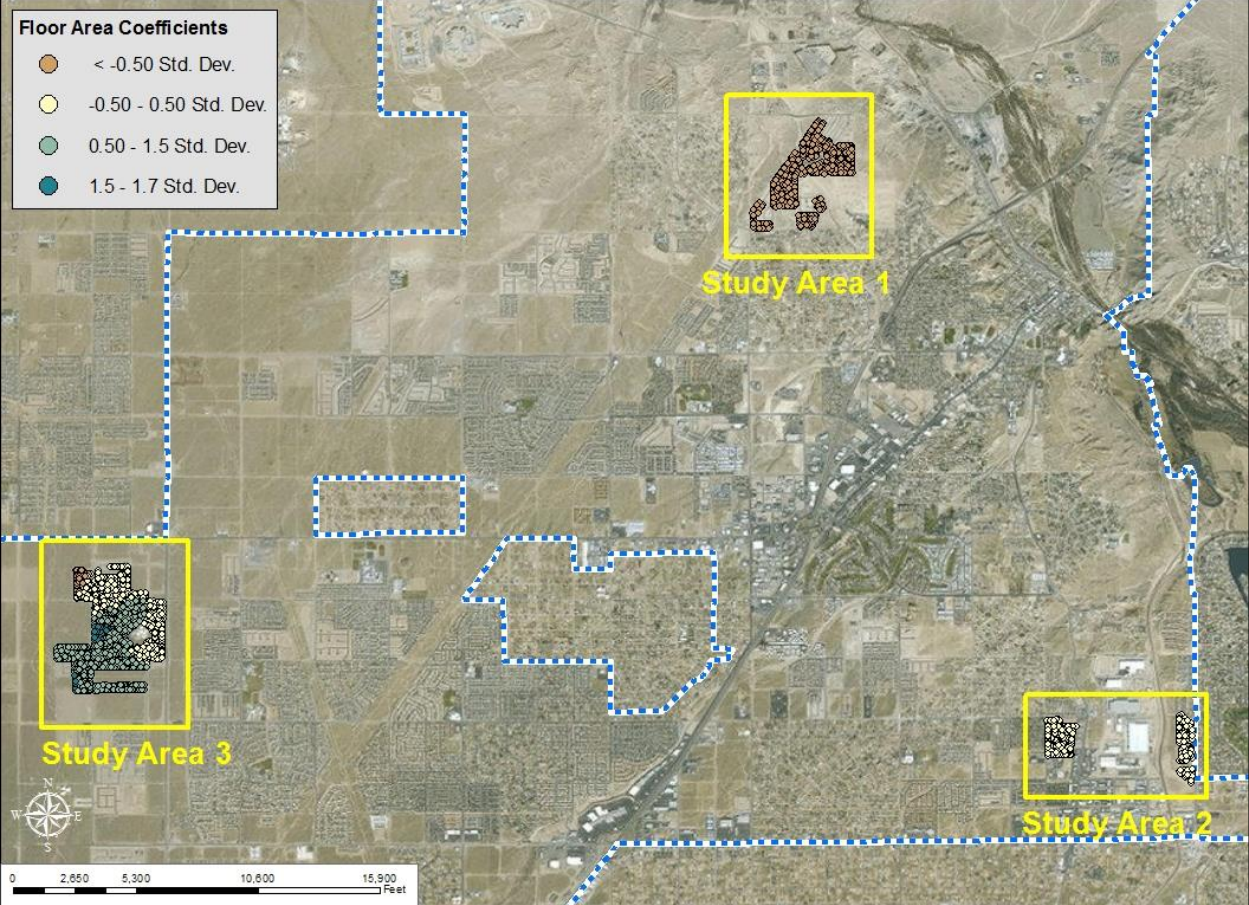 Floor Area Coefficients
< -0.50 Std. Dev.
-0.50 - 0.50 Std. Dev.
0.50 - 1.5 Std. Dev.
1.5 - 1.7 Std. Dev.
Study Area 1
Study Area 3
Study Area 2
N
W E
S
0 2,650 5,300 10,600 15,900
Feet